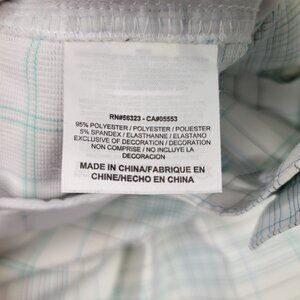 RN#56323 - CA#05553
95% POLYESTER / POLYESTER / POLIESTER
5% SPANDEX / ELASTHANNE / ELASTANO
EXCLUSIVE OF DECORATION / DECORATION
NON COMPRISE / NO INCLUYE LA
DECORACION
MADE IN CHINA/FABRIQUE EN
CHINE/HECHO EN CHINA